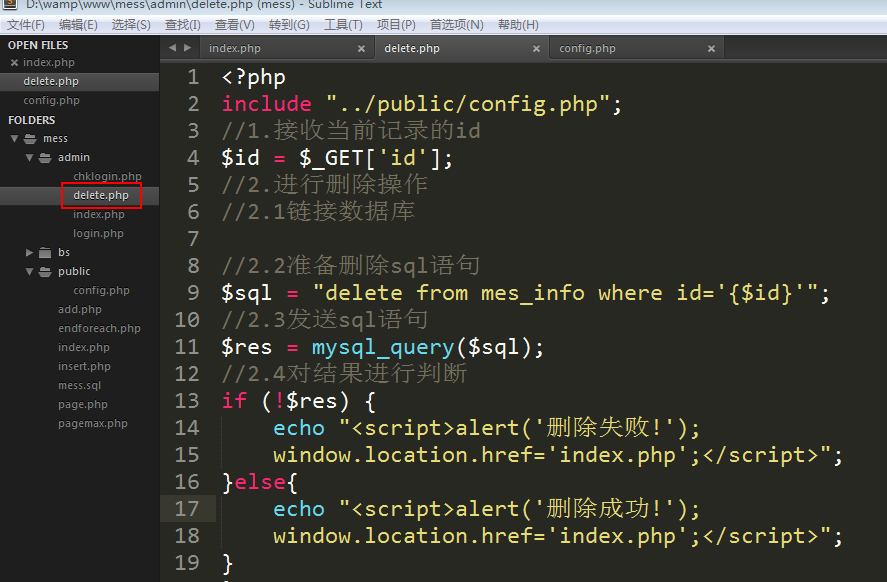 D:\wamp\www\mess\admin\delete.php (mess) - Sublime Text
文件(F) 编辑(E) 选择(S) 查找(I) 查看(V) 转到(G) 工具(T) 项目(P) 首选项(N) 帮助(H)
OPEN FILES
index.php
delete.php
config.php
FOLDERS
mess
admin
chklogin.php
delete.php
index.php
login.php
bs
public
config.php
add.php
endforeach.php
index.php
insert.php
mess.sql
page.php
pagemax.php
index.php × delete.php × config.php ×
1 <?php
2 include "../public/config.php";
3 //1.接收当前记录的id
4 $id = $_GET['id'];
5 //2.进行删除操作
6 //2.1链接数据库
7
8 //2.2准备删除sql语句
9 $sql = "delete from mes_info where id='{$id}'";
10 //2.3发送sql语句
11 $res = mysql_query($sql);
12 //2.4对结果进行判断
13 if (!$res) {
14 echo "<script>alert('删除失败!');
15 window.location.href='index.php';</script>";
16 }else{
17 echo "<script>alert('删除成功!');
18 window.location.href='index.php';</script>";
19 }